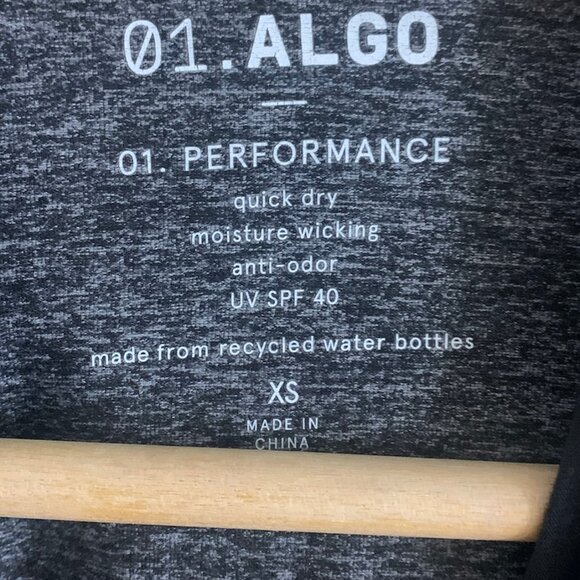 01.ALGO
01. PERFORMANCE
quick dry
moisture wicking
anti-odor
UV SPF 40
made from recycled water bottles
XS
MADE IN
CHINA